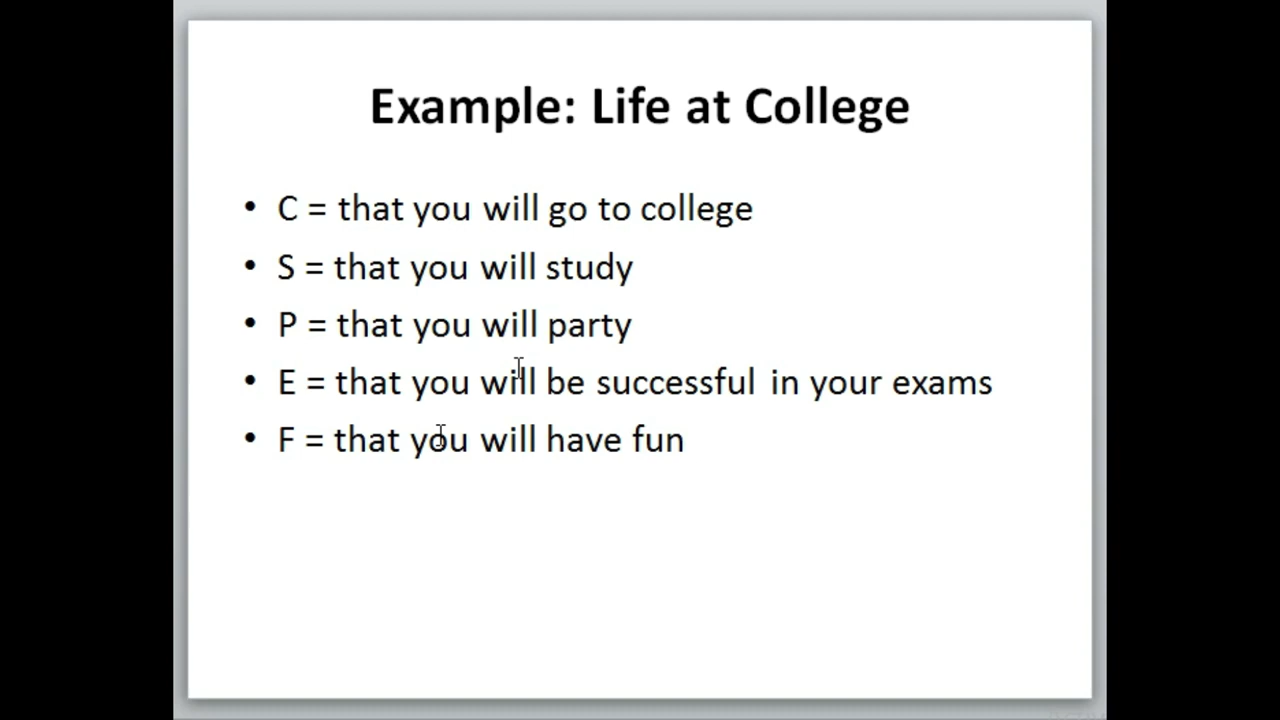 Example: Life at College
• C = that you will go to college
• S = that you will study
• P = that you will party
• E = that you will be successful in your exams
• F = that you will have fun